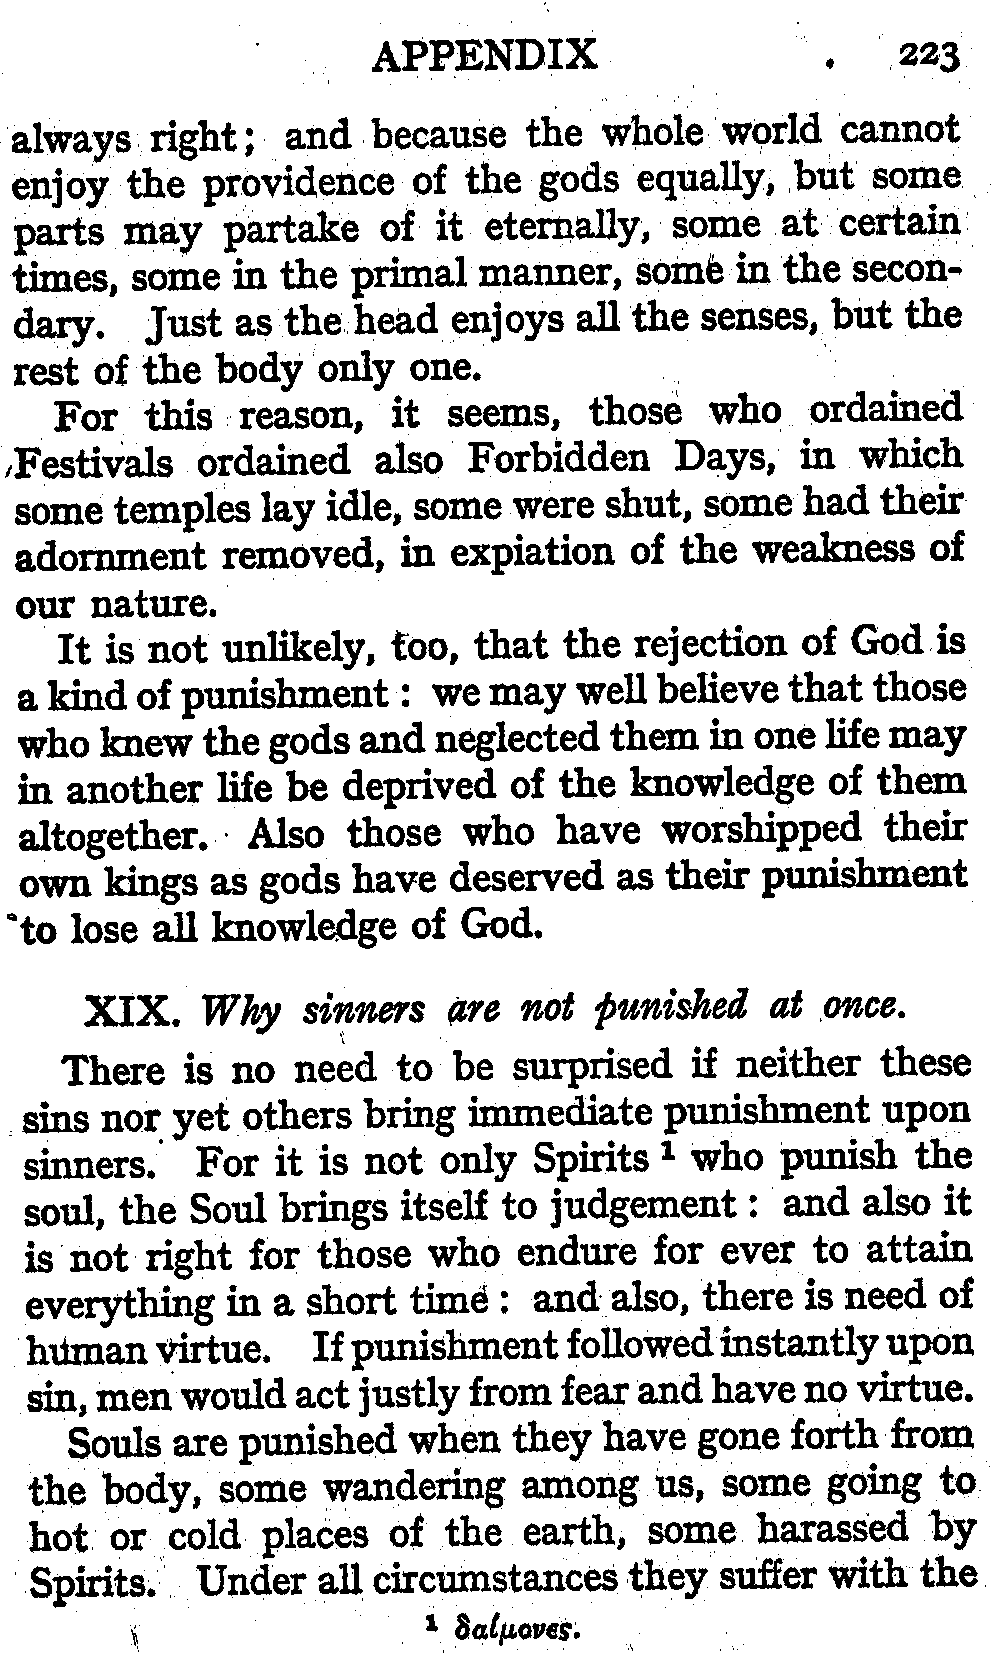 APPENDIX 223
always right; and because the whole world cannot
enjoy the providence of the gods equally, but some
parts may partake of it eternally, some at certain
times, some in the primal manner, some in the secon-
dary. Just as the head enjoys all the senses, but the
rest of the body only one.
For this reason, it seems, those who ordained
Festivals ordained also Forbidden Days, in which
some temples lay idle, some were shut, some had their
adornment removed, in expiation of the weakness of
our nature.
It is not unlikely, too, that the rejection of God is
a kind of punishment: we may well believe that those
who knew the gods and neglected them in one life may
in another life be deprived of the knowledge of them
altogether. Also those who have worshipped their
own kings as gods have deserved as their punishment
to lose all knowledge of God.
XIX. Why sinners are not punished at once.
There is no need to be surprised if neither these
sins nor yet others bring immediate punishment upon
sinners. For it is not only Spirits ¹ who punish the
soul, the Soul brings itself to judgement: and also it
is not right for those who endure for ever to attain
everything in a short time: and also, there is need of
human virtue. If punishment followed instantly upon
sin, men would act justly from fear and have no virtue.
Souls are punished when they have gone forth from
the body, some wandering among us, some going to
hot or cold places of the earth, some harassed by
Spirits. Under all circumstances they suffer with the
¹ δαίμονες.